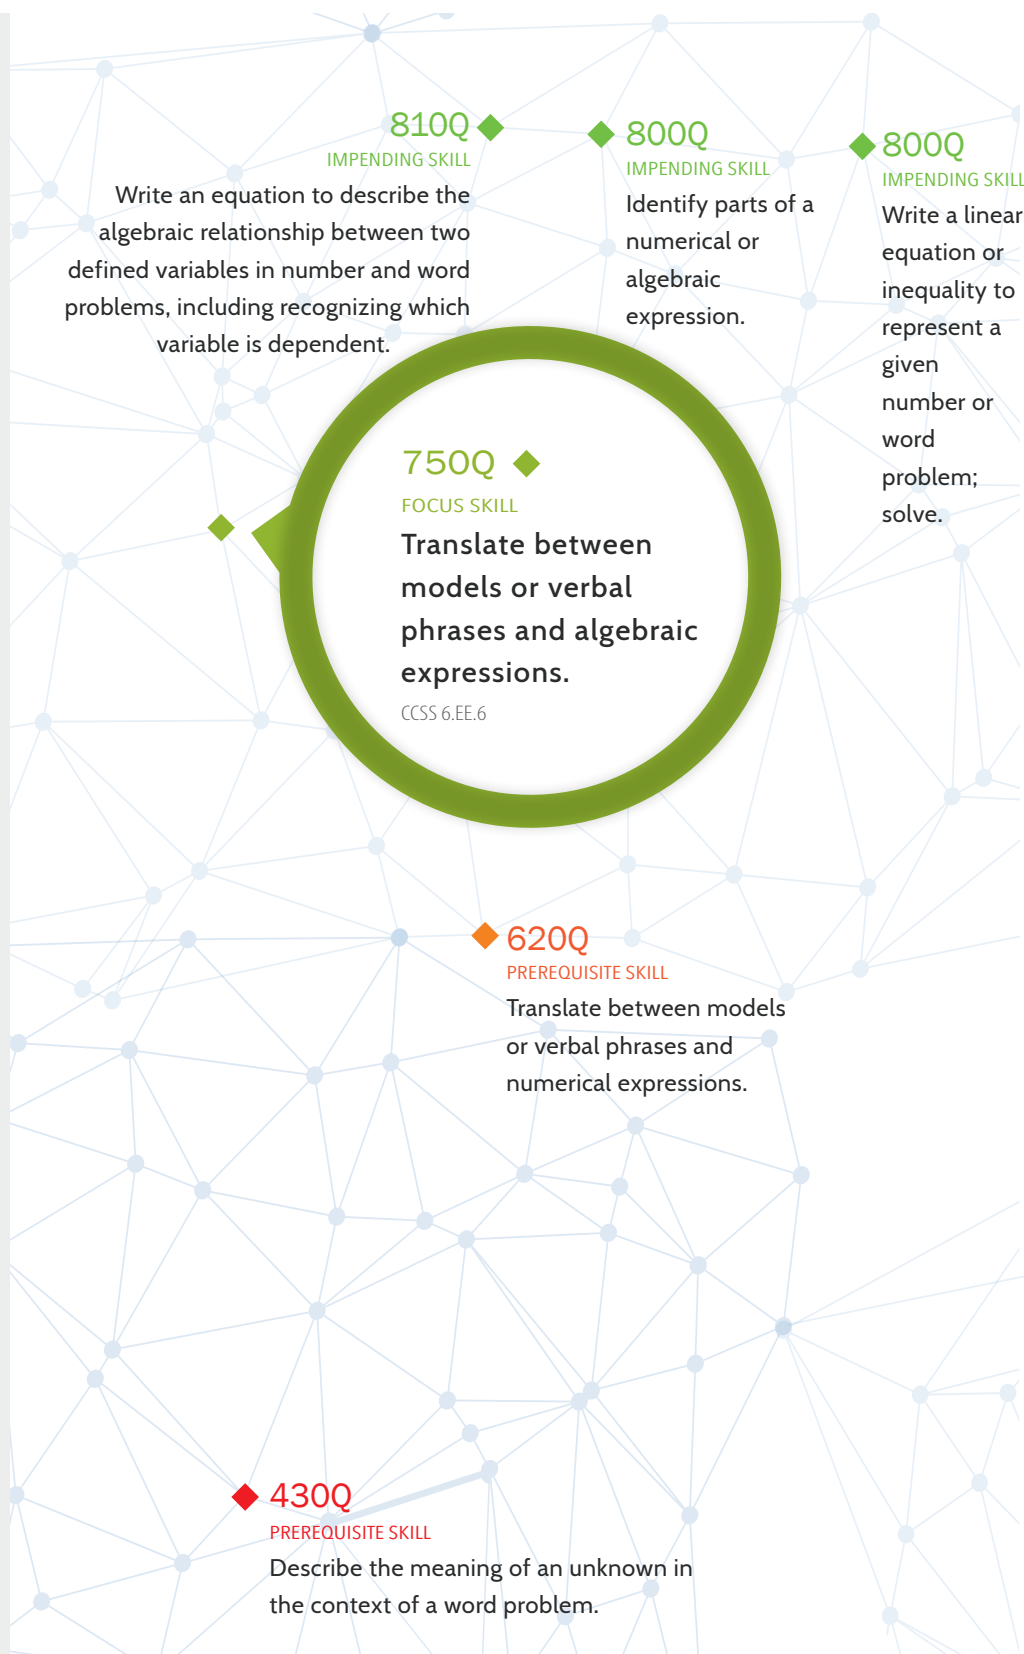 810Q
IMPENDING SKILL
Write an equation to describe the
algebraic relationship between two
defined variables in number and word
problems, including recognizing which
variable is dependent.
800Q
IMPENDING SKILL
Identify parts of a
numerical or
algebraic
expression.
800Q
IMPENDING SKILL
Write a linear
equation or
inequality to
represent a
given
number or
word
problem;
solve.
750Q
FOCUS SKILL
Translate between
models or verbal
phrases and algebraic
expressions.
CCSS 6.EE.6
620Q
PREREQUISITE SKILL
Translate between models
or verbal phrases and
numerical expressions.
430Q
PREREQUISITE SKILL
Describe the meaning of an unknown in
the context of a word problem.